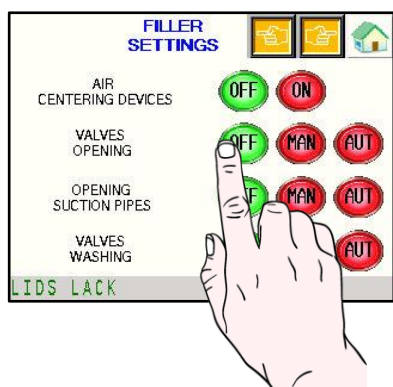 FILLER
SETTINGS
AIR
CENTERING DEVICES
OFF ON
VALVES
OPENING
OFF MAN AUT
OPENING
SUCTION PIPES
MAN AUT
VALVES
WASHING
AUT
LIDS LACK